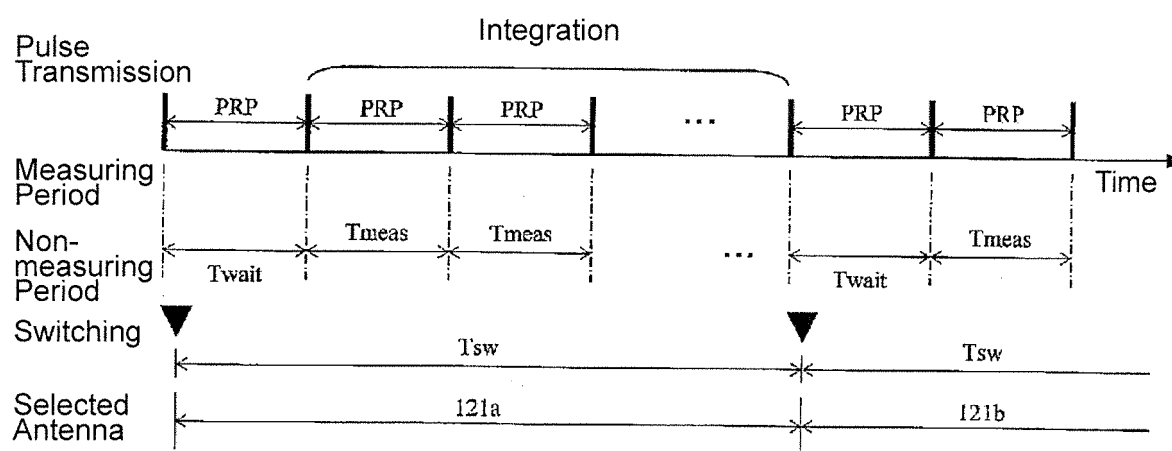 Integration
Pulse
Transmission
PRP PRP PRP ... PRP PRP
Measuring
Period
Time
Non-
measuring
Period
Tmeas Tmeas Tmeas
Twait ... Twait
Switching
Tsw Tsw
Selected
Antenna
121a 121b